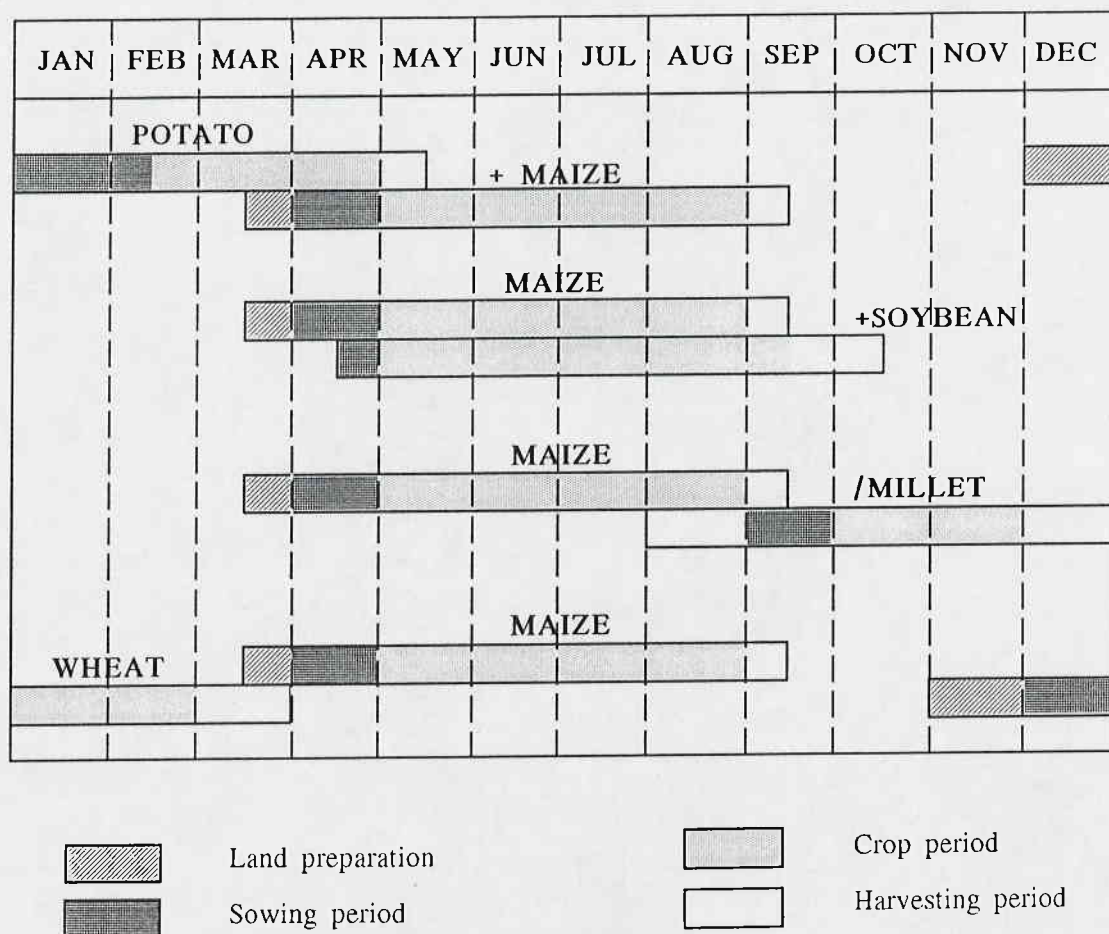 JAN FEB MAR APR MAY JUN JUL AUG SEP OCT NOV DEC
POTATO
+ MAIZE
MAIZE
+SOYBEAN
MAIZE
/MILLET
MAIZE
WHEAT
Land preparation
Crop period
Sowing period
Harvesting period